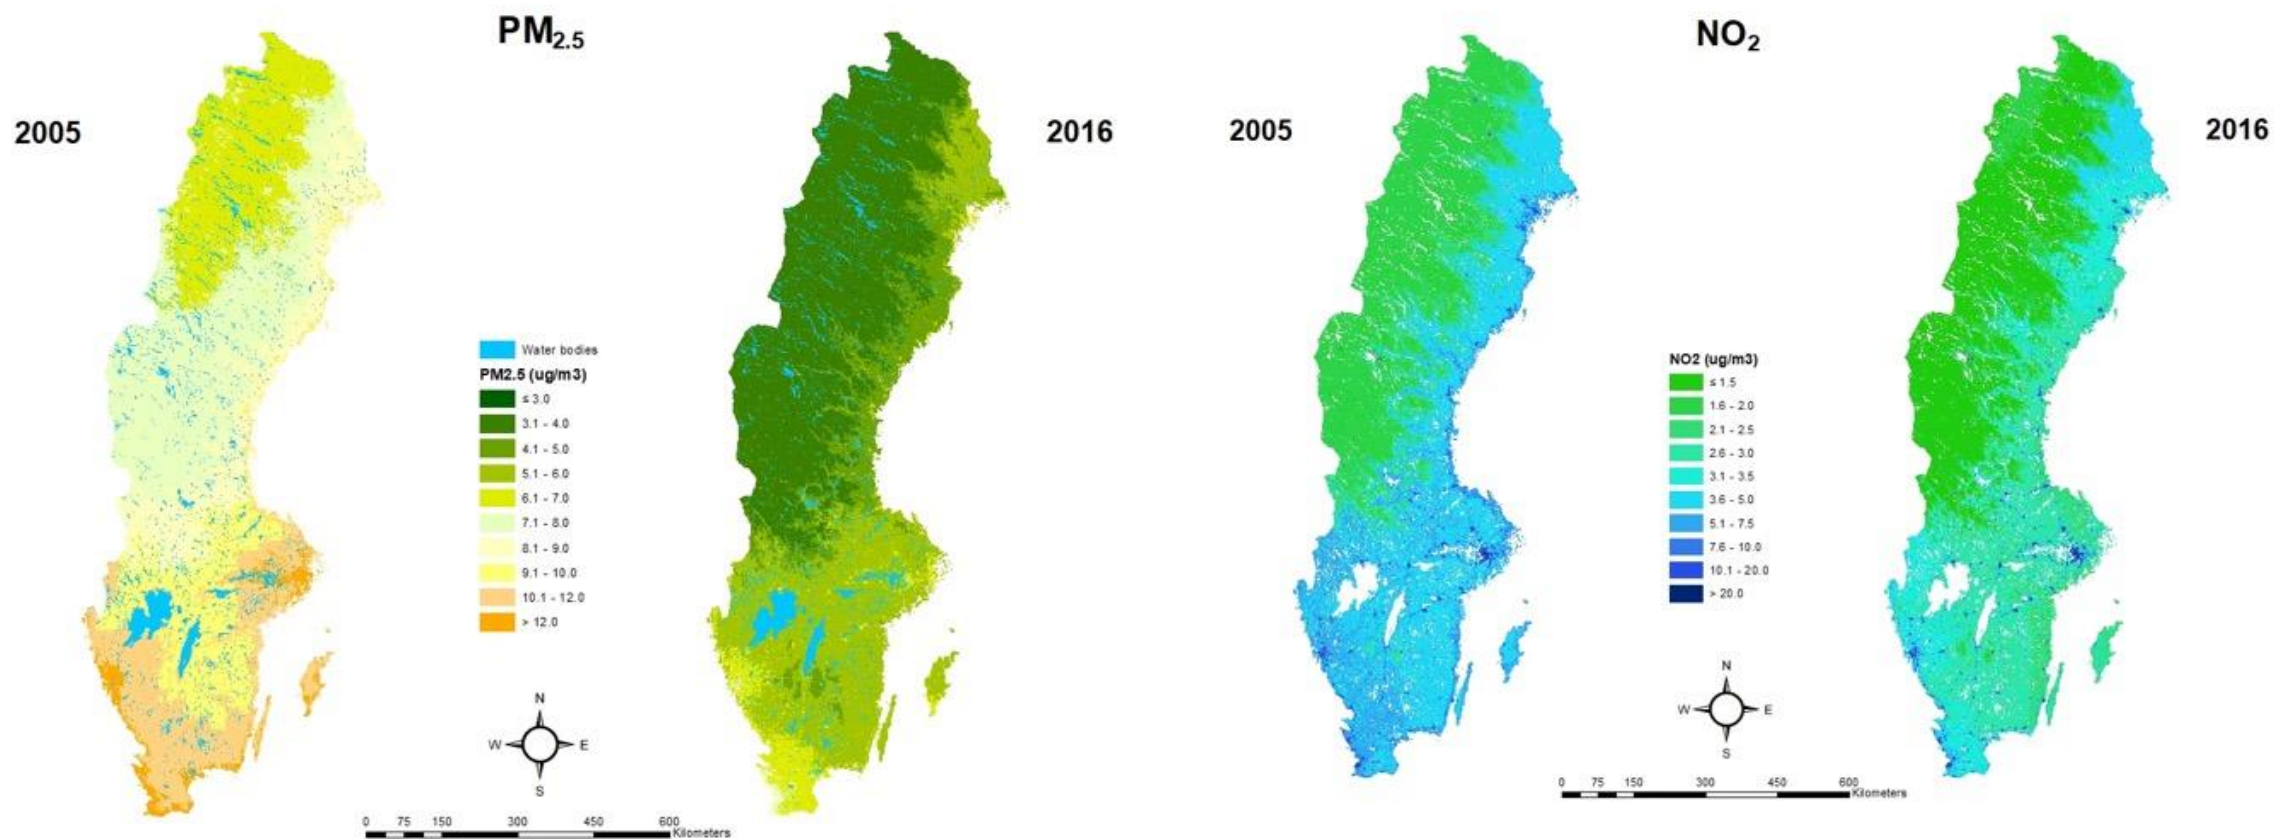 PM2.5
2005
2016
Water bodies
PM2.5 (ug/m3)
≤ 3.0
3.1 - 4.0
4.1 - 5.0
5.1 - 6.0
6.1 - 7.0
7.1 - 8.0
8.1 - 9.0
9.1 - 10.0
10.1 - 12.0
> 12.0
N
W E
S
0 75 150 300 450 600
Kilometers
NO2
2005
2016
NO2 (ug/m3)
≤ 1.5
1.6 - 2.0
2.1 - 2.5
2.6 - 3.0
3.1 - 3.5
3.6 - 5.0
5.1 - 7.5
7.6 - 10.0
10.1 - 20.0
> 20.0
N
W E
S
0 75 150 300 450 600
Kilometers